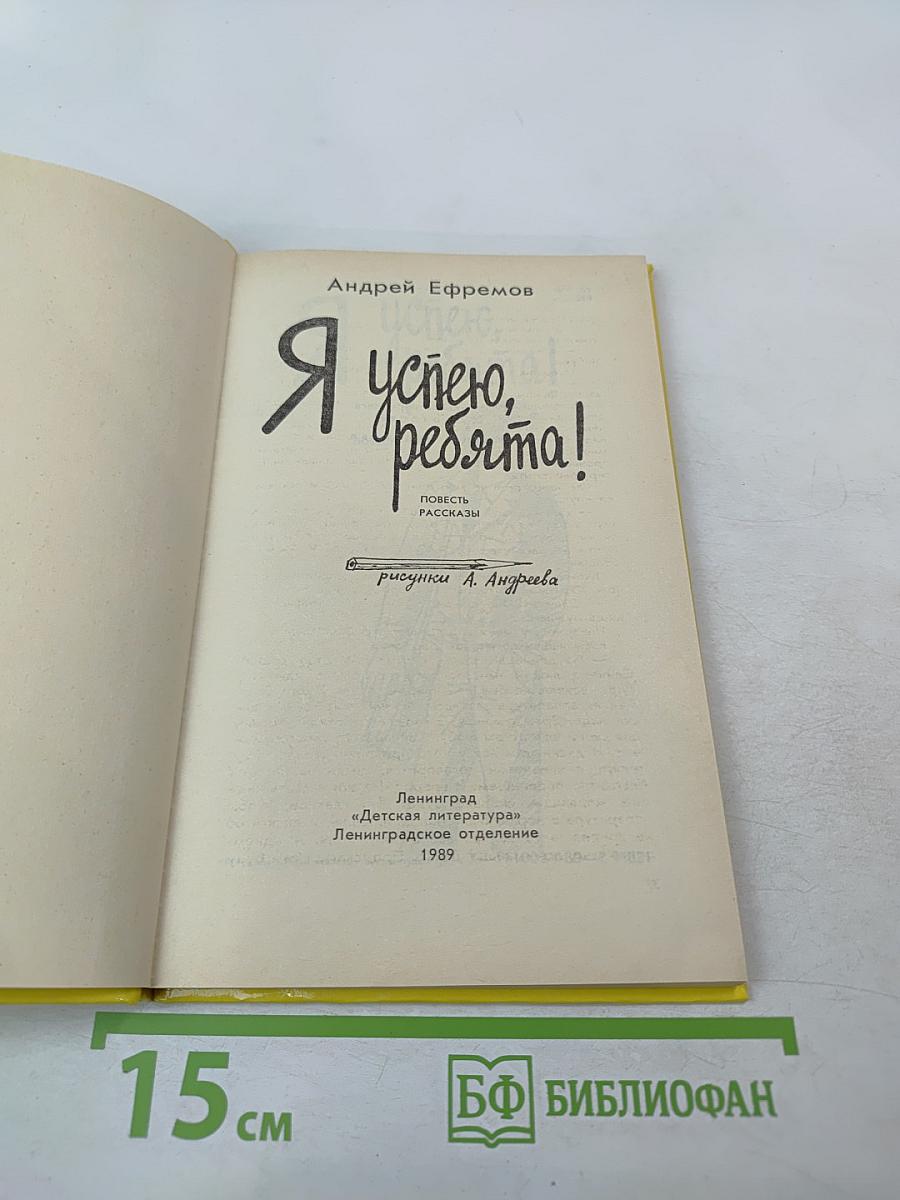 Андрей Ефремов
Я успею,
ребята!
ПОВЕСТЬ
РАССКАЗЫ
рисунки А. Андреева
Ленинград
«Детская литература»
Ленинградское отделение
1989
15 см
БФ БИБЛИОФАН